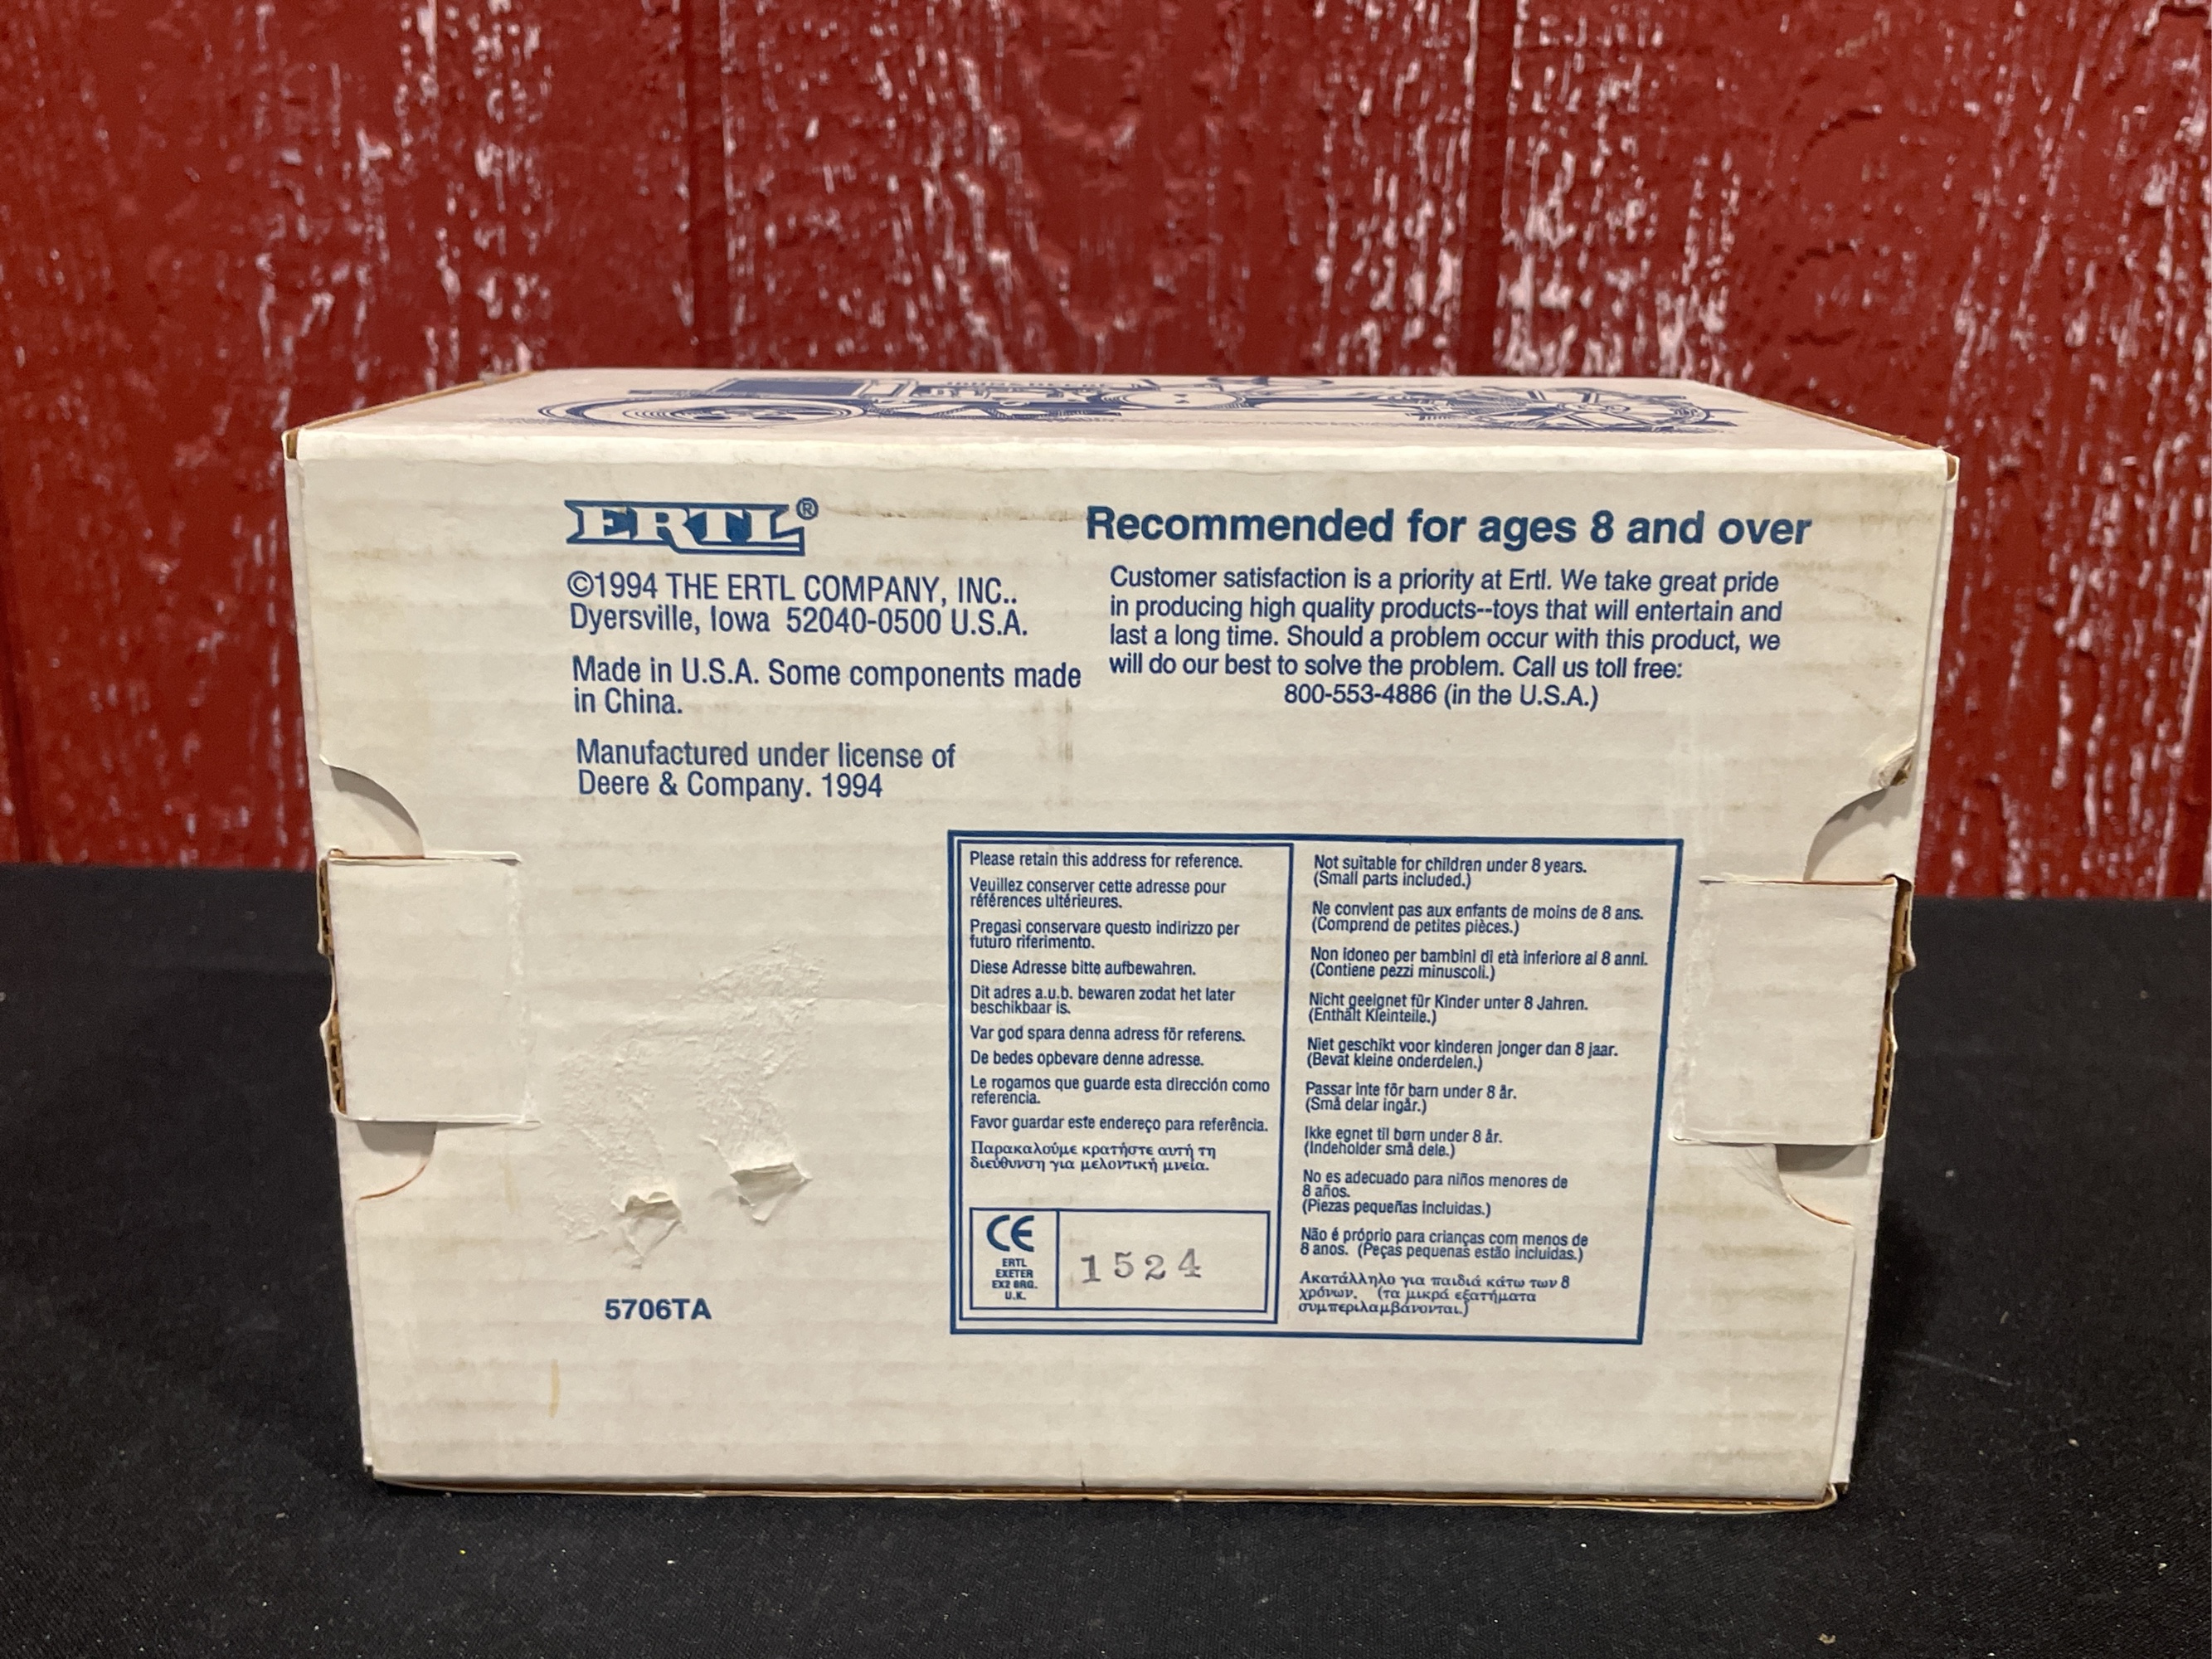 ERTL®
©1994 THE ERTL COMPANY, INC..
Dyersville, Iowa 52040-0500 U.S.A.
Made in U.S.A. Some components made
in China.
Manufactured under license of
Deere & Company. 1994
Recommended for ages 8 and over
Customer satisfaction is a priority at Ertl. We take great pride
in producing high quality products--toys that will entertain and
last a long time. Should a problem occur with this product, we
will do our best to solve the problem. Call us toll free:
800-553-4886 (in the U.S.A.)
Please retain this address for reference.
Veuillez conserver cette adresse pour
références ultérieures.
Pregasi conservare questo indirizzo per
futuro riferimento.
Diese Adresse bitte aufbewahren.
Dit adres a.u.b. bewaren zodat het later
beschikbaar is.
Var god spara denna adress för referens.
De bedes opbevare denne adresse.
Le rogamos que guarde esta dirección como
referencia.
Favor guardar este endereço para referência.
Παρακαλούμε κρατήστε αυτή τη
διεύθυνση για μελοντική μνεία.
CE
ERTL
EXETER
EX2 8RG.
U.K.
1524
Not suitable for children under 8 years.
(Small parts included.)
Ne convient pas aux enfants de moins de 8 ans.
(Comprend de petites pièces.)
Non idoneo per bambini di età inferiore al 8 anni.
(Contiene pezzi minuscoli.)
Nicht geeignet für Kinder unter 8 Jahren.
(Enthält Kleinteile.)
Niet geschikt voor kinderen jonger dan 8 jaar.
(Bevat kleine onderdelen.)
Passar inte för barn under 8 år.
(Små delar ingår.)
Ikke egnet til børn under 8 år.
(Indeholder små dele.)
No es adecuado para niños menores de
8 años.
(Piezas pequeñas incluidas.)
Não é próprio para crianças com menos de
8 anos. (Peças pequenas estão incluidas.)
Ακατάλληλο για παιδιά κάτω των 8
χρόνων. (τα μικρά εξατήματα
συμπεριλαμβάνονται.)
5706TA